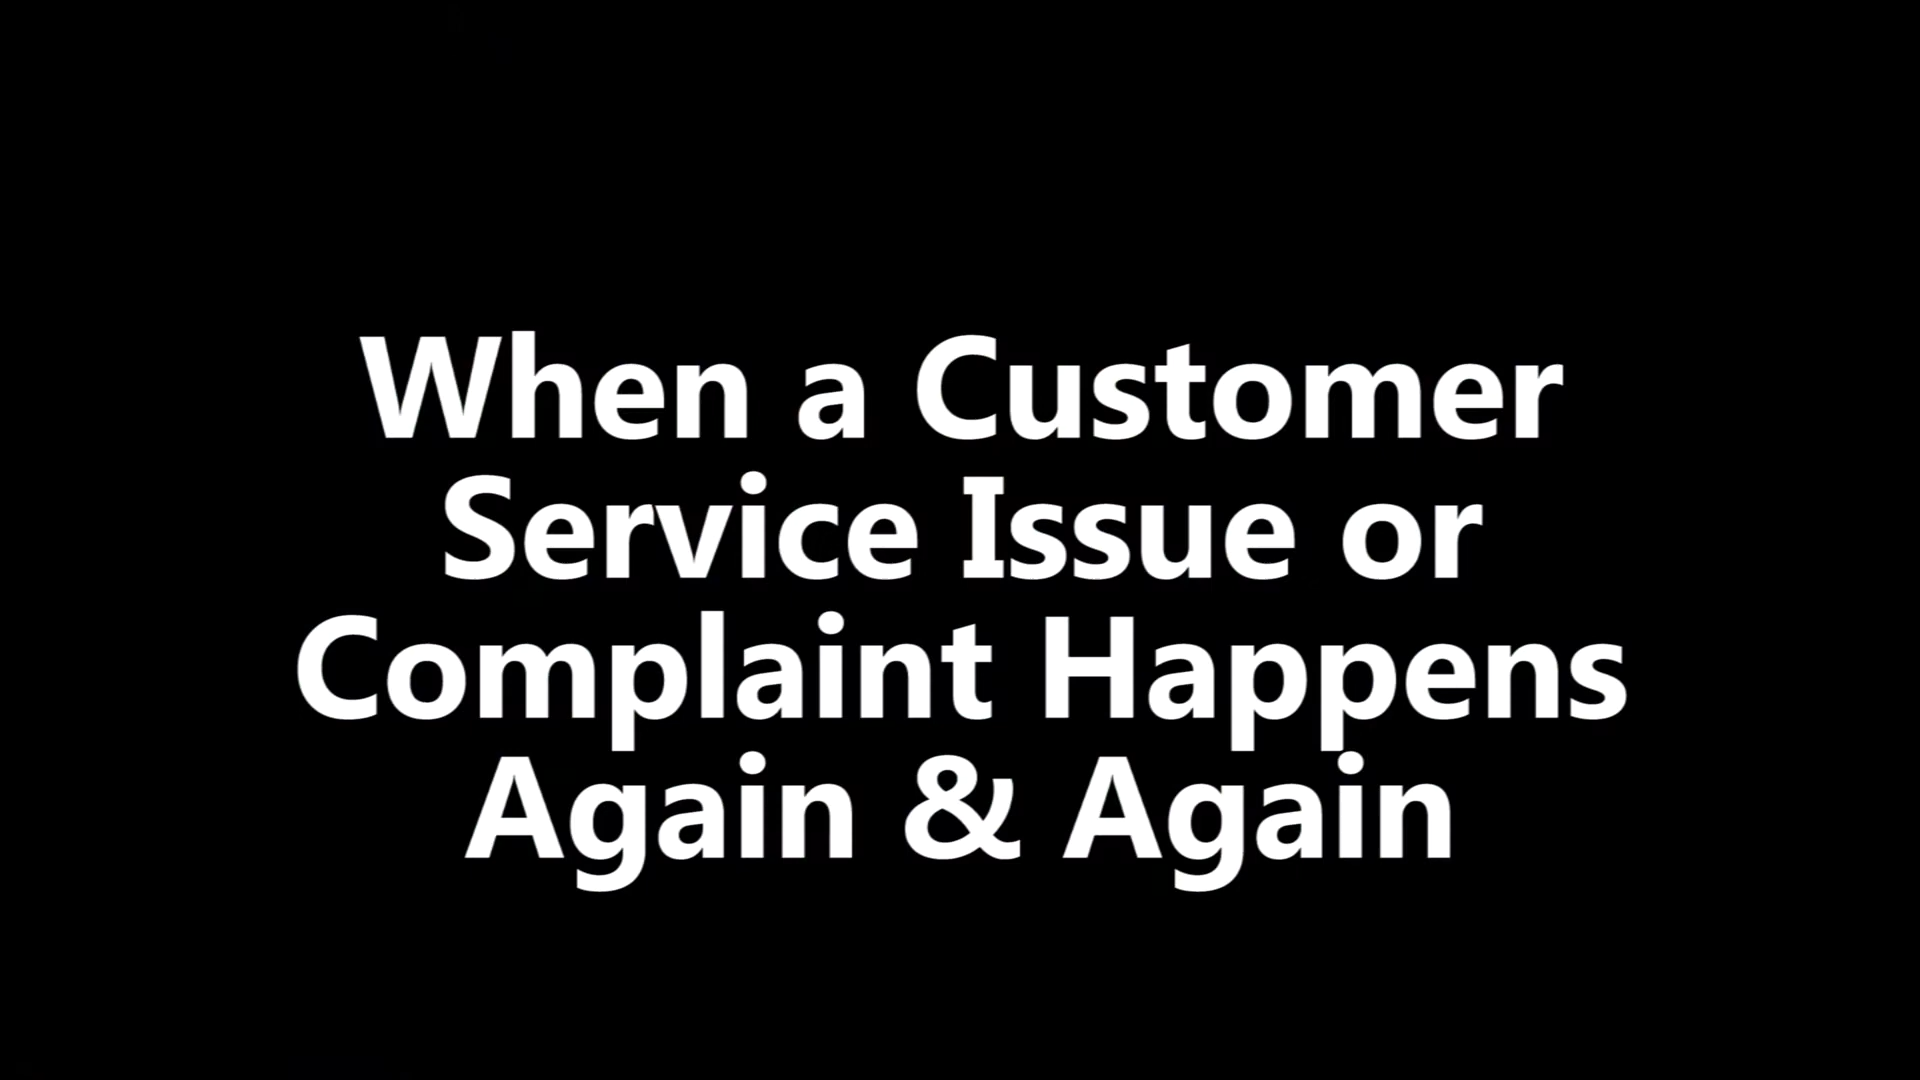 When a Customer
Service Issue or
Complaint Happens
Again & Again